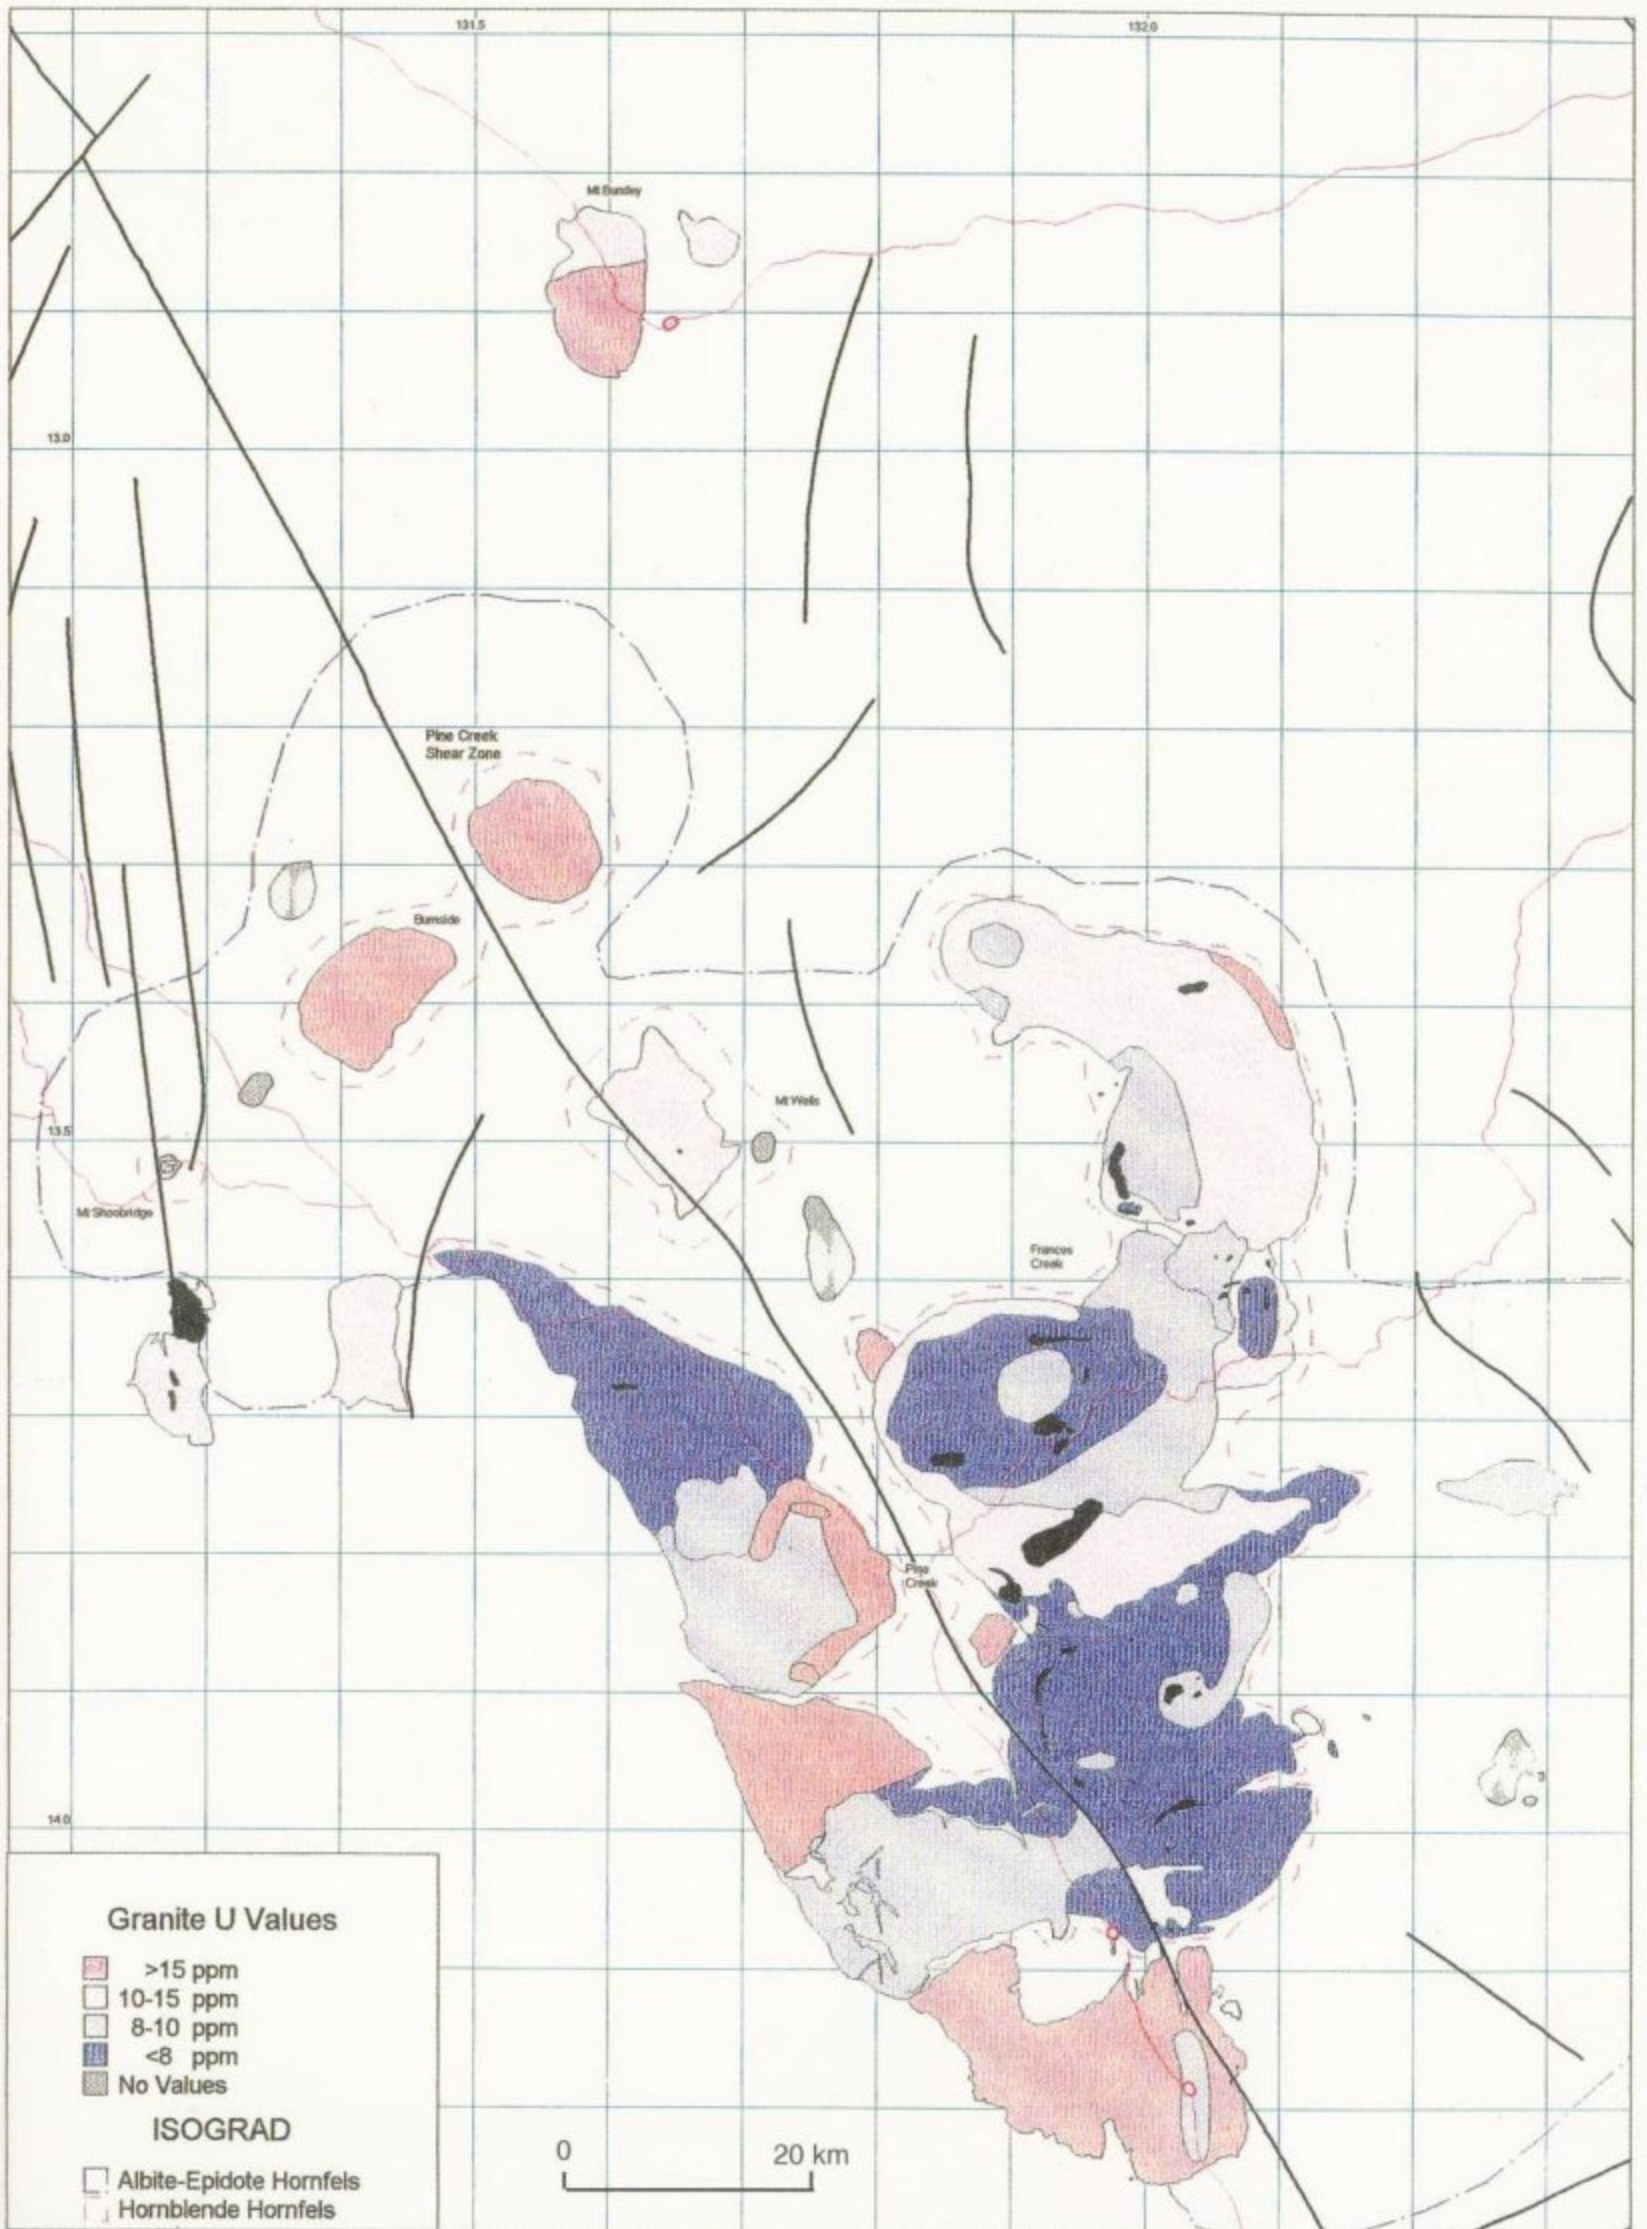 131.5
132.0
Mt Bundey
13.0
Pine Creek
Shear Zone
Burnside
Mt Wells
13.5
Mt Shoobridge
Frances
Creek
Pine
Creek
14.0
Granite U Values
>15 ppm
10-15 ppm
8-10 ppm
<8 ppm
No Values
ISOGRAD
Albite-Epidote Hornfels
Hornblende Hornfels
0 20 km